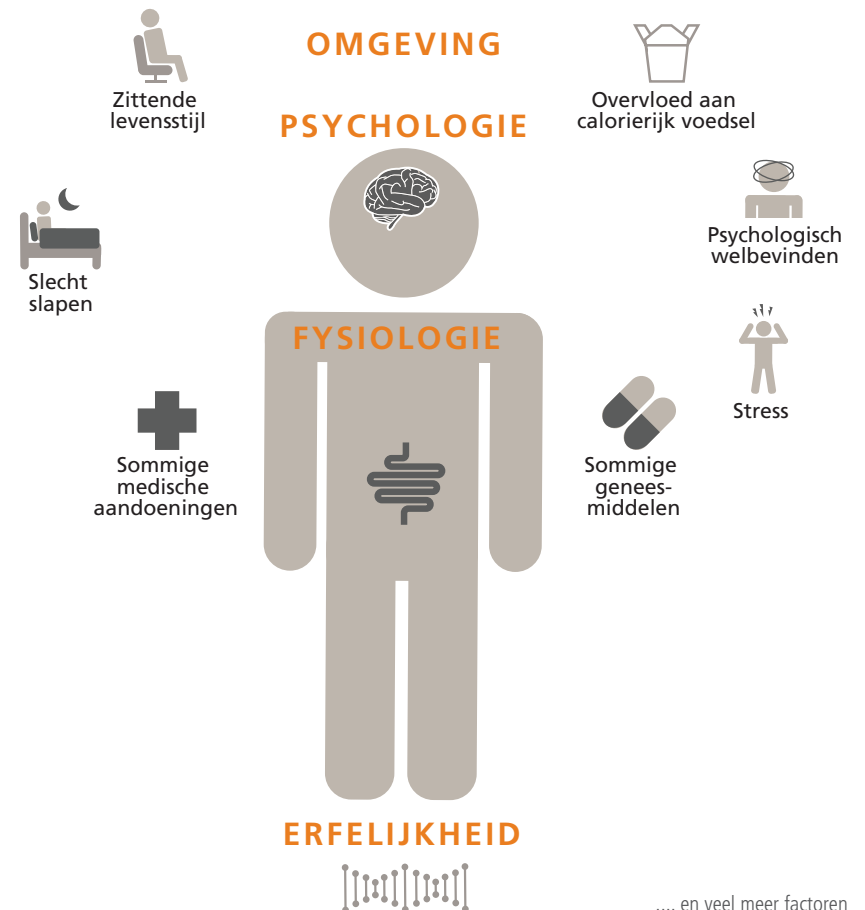 OMGEVING
Zittende
levensstijl
Overvloed aan
calorierijk voedsel
PSYCHOLOGIE
Psychologisch
welbevinden
Slecht
slapen
FYSIOLOGIE
Stress
Sommige
medische
aandoeningen
Sommige
genees-
middelen
ERFELIJKHEID
.... en veel meer factoren